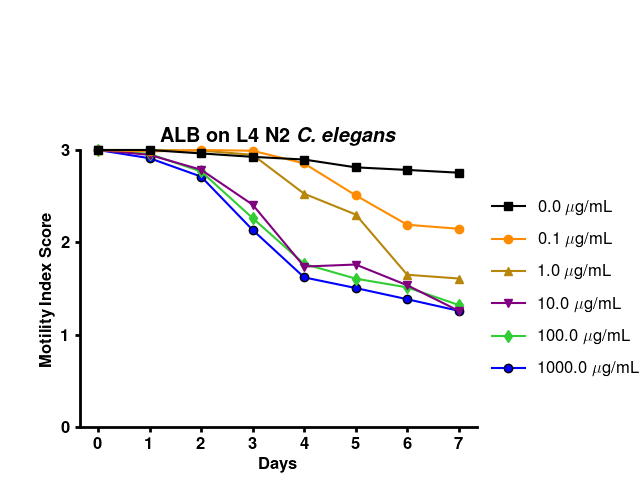 ALB on L4 N2 C. elegans
Motility Index Score
3
2
1
0
0 1 2 3 4 5 6 7
Days
0.0 μg/mL
0.1 μg/mL
1.0 μg/mL
10.0 μg/mL
100.0 μg/mL
1000.0 μg/mL